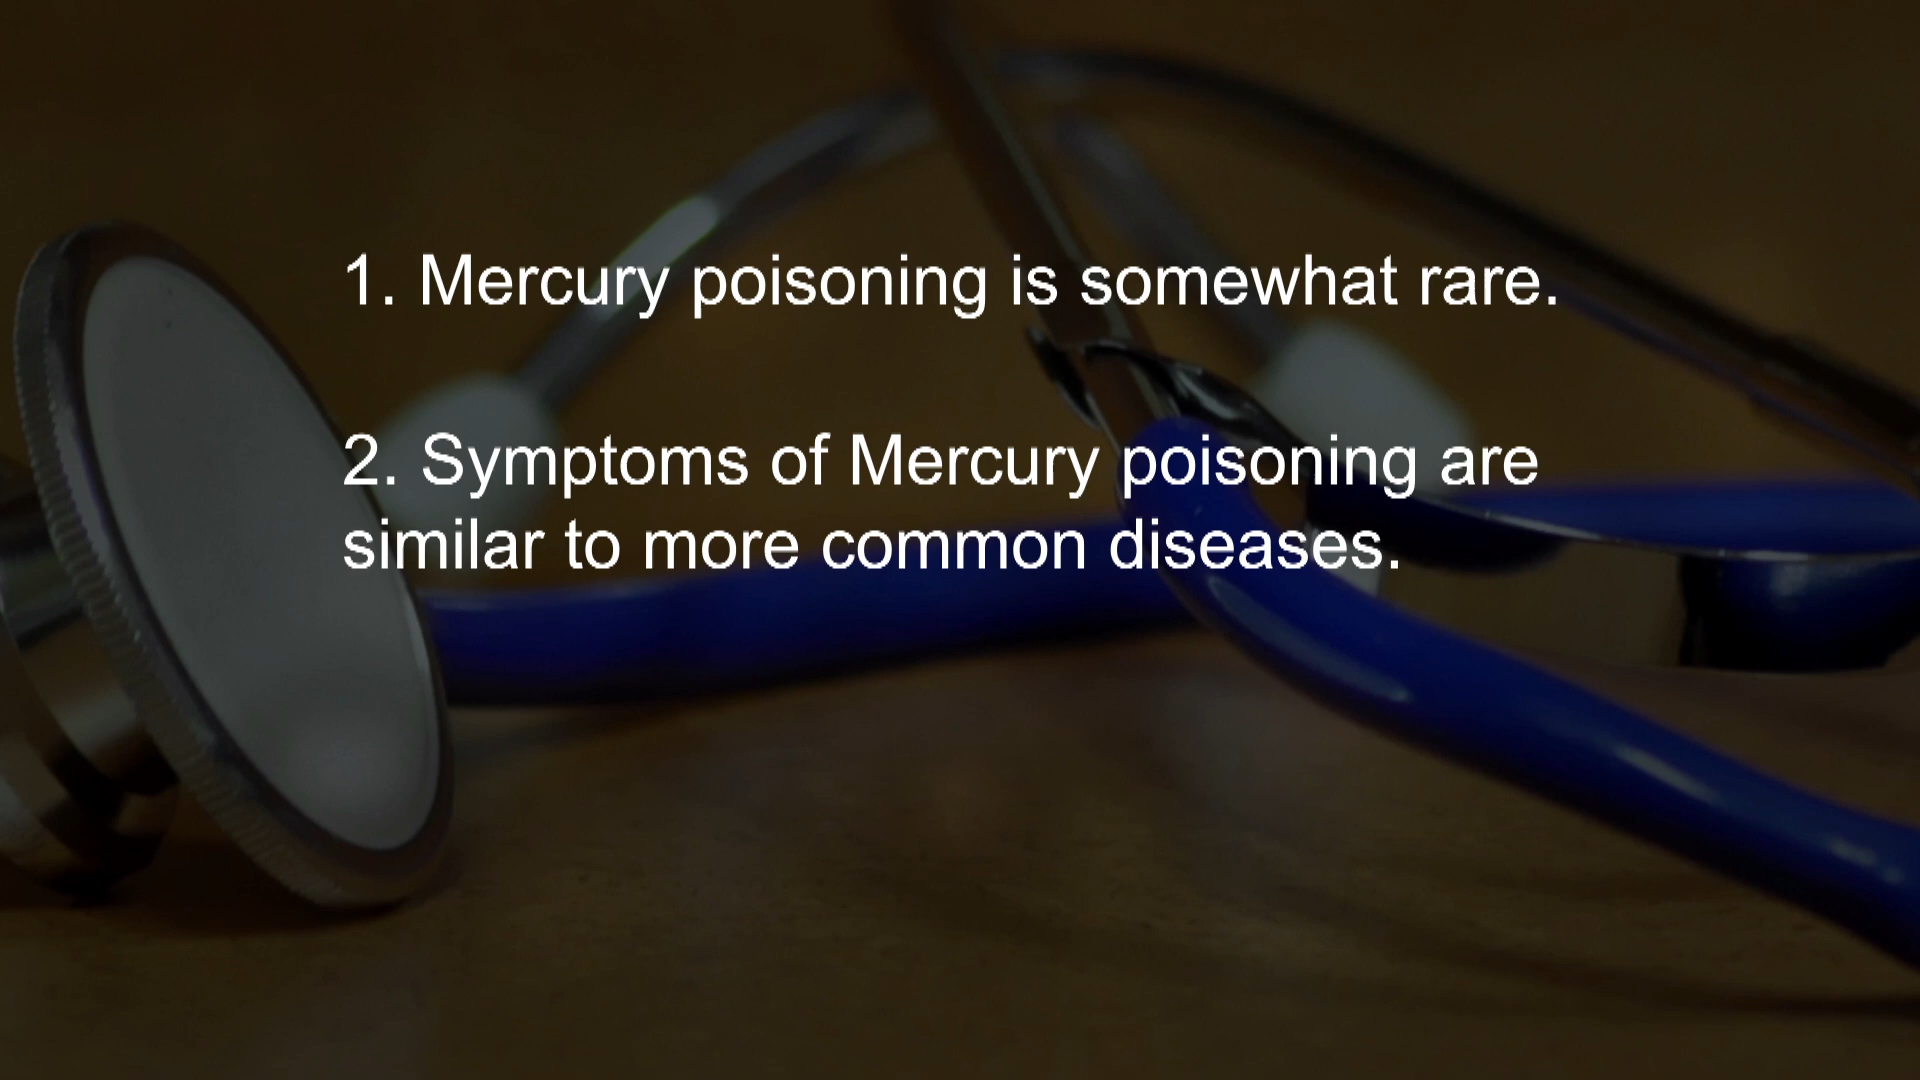 1. Mercury poisoning is somewhat rare.
2. Symptoms of Mercury poisoning are
similar to more common diseases.